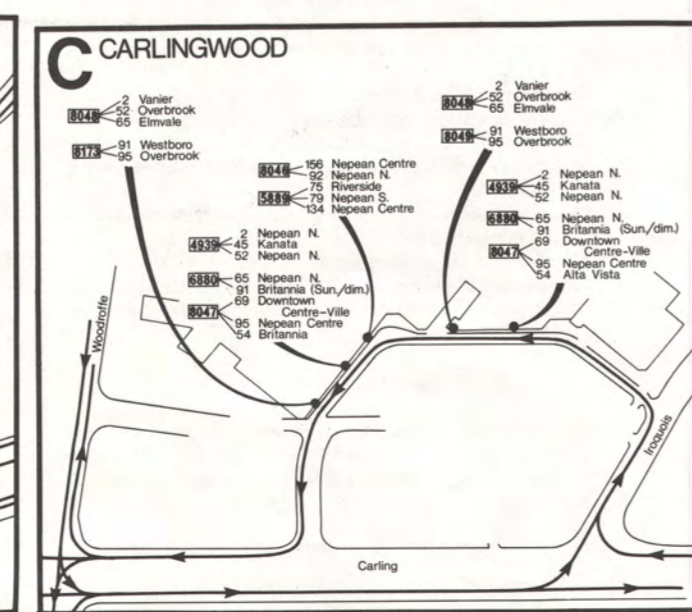 C CARLINGWOOD
8048
2 Vanier
52 Overbrook
65 Elmvale
8173
91 Westboro
95 Overbrook
8046
156 Nepean Centre
92 Nepean N.
5889
75 Riverside
79 Nepean S.
134 Nepean Centre
4939
2 Nepean N.
45 Kanata
52 Nepean N.
6880
65 Nepean N.
91 Britannia (Sun./dim.)
8047
69 Downtown
Centre-Ville
95 Nepean Centre
54 Britannia
8048
2 Vanier
52 Overbrook
65 Elmvale
8049
91 Westboro
95 Overbrook
4939
2 Nepean N.
45 Kanata
52 Nepean N.
6880
65 Nepean N.
91 Britannia (Sun./dim.)
8047
69 Downtown
Centre-Ville
95 Nepean Centre
54 Alta Vista
Woodroffe
Iroquois
Carling